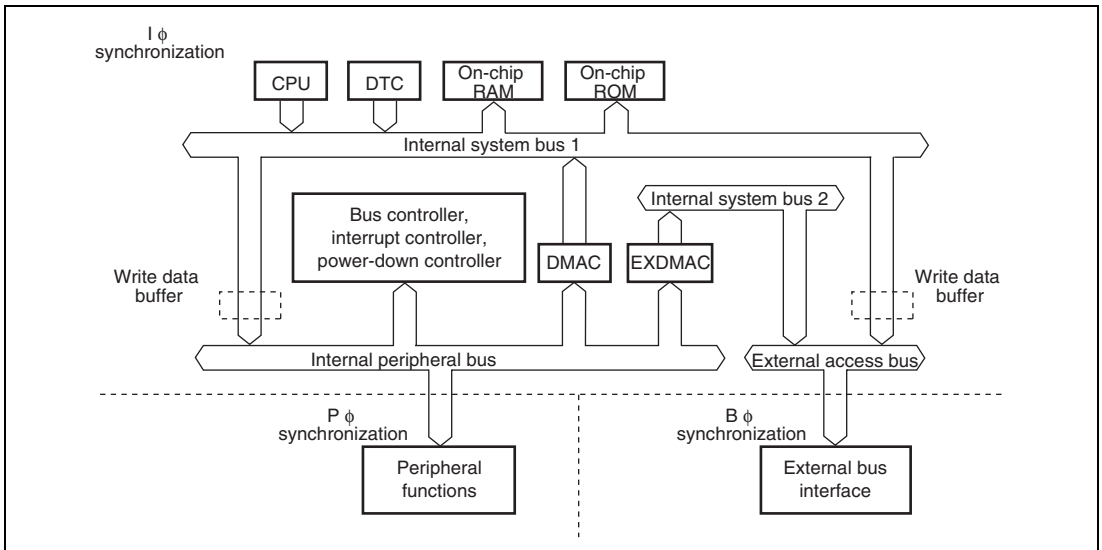 I ϕ
synchronization
CPU
DTC
On-chip
RAM
On-chip
ROM
Internal system bus 1
Internal system bus 2
Bus controller,
interrupt controller,
power-down controller
DMAC
EXDMAC
Write data
buffer
Write data
buffer
Internal peripheral bus
External access bus
P ϕ
synchronization
B ϕ
synchronization
Peripheral
functions
External bus
interface